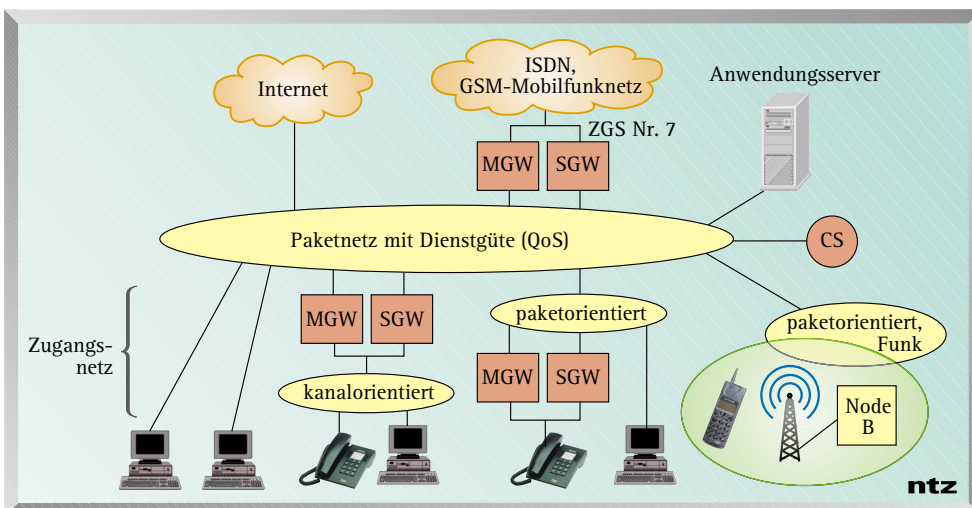 Internet
ISDN,
GSM-Mobilfunknetz
Anwendungsserver
ZGS Nr. 7
MGW
SGW
Paketnetz mit Dienstgüte (QoS)
CS
MGW
SGW
paketorientiert
paketorientiert,
Funk
Zugangs-
netz
kanalorientiert
MGW
SGW
Node
B
ntz